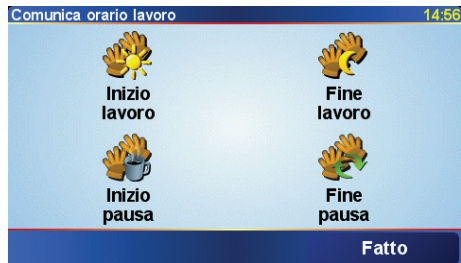 Comunica orario lavoro 14:56
Inizio
lavoro
Fine
lavoro
Inizio
pausa
Fine
pausa
Fatto